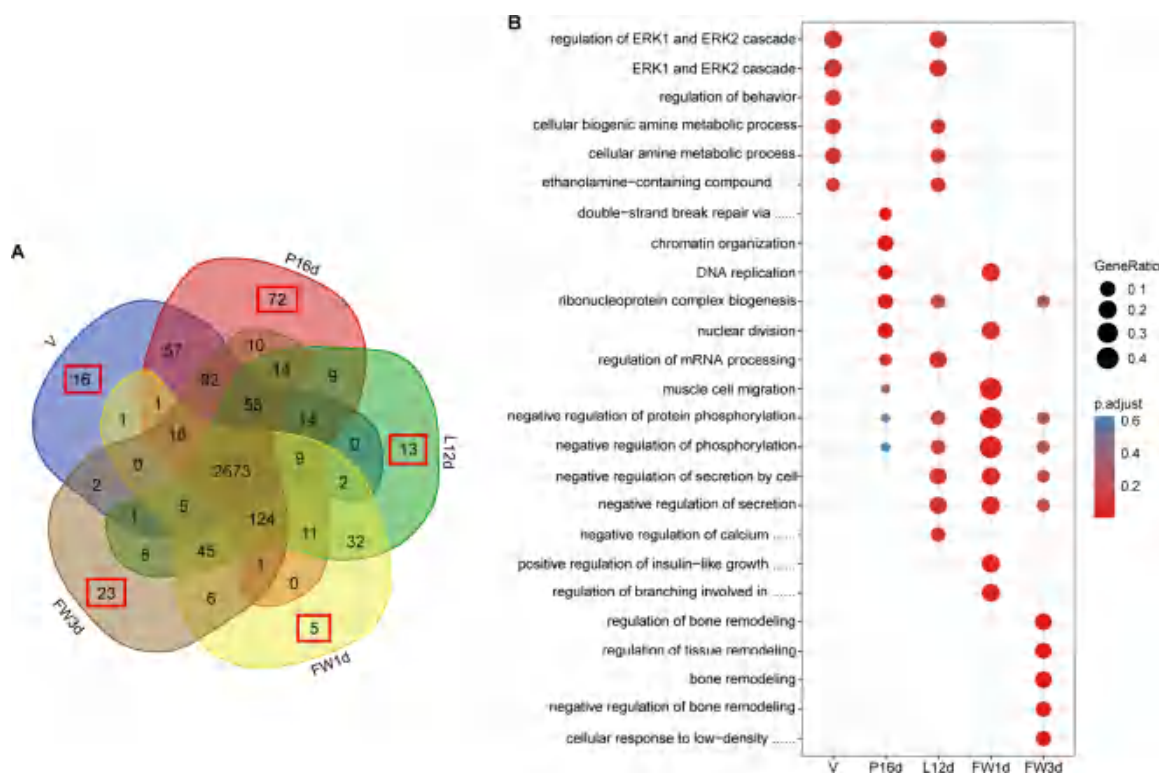 A
P16d
72
V
57
10
92
14
9
16
1
1
55
14
L12d
0
13
18
9
2
0
2673
2
5
1
124
11
32
8
45
1
0
23
6
FW3d
5
FW1d
B
regulation of ERK1 and ERK2 cascade
ERK1 and ERK2 cascade
regulation of behavior
cellular biogenic amine metabolic process
cellular amine metabolic process
ethanolamine−containing compound
double−strand break repair via ......
chromatin organization
DNA replication
ribonucleoprotein complex biogenesis
nuclear division
regulation of mRNA processing
muscle cell migration
negative regulation of protein phosphorylation
negative regulation of phosphorylation
negative regulation of secretion by cell
negative regulation of secretion
negative regulation of calcium ......
positive regulation of insulin−like growth ......
regulation of branching involved in ......
regulation of bone remodeling
regulation of tissue remodeling
bone remodeling
negative regulation of bone remodeling
cellular response to low−density ......
V P16d L12d FW1d FW3d
GeneRatio
0.1
0.2
0.3
0.4
p.adjust
0.6
0.4
0.2